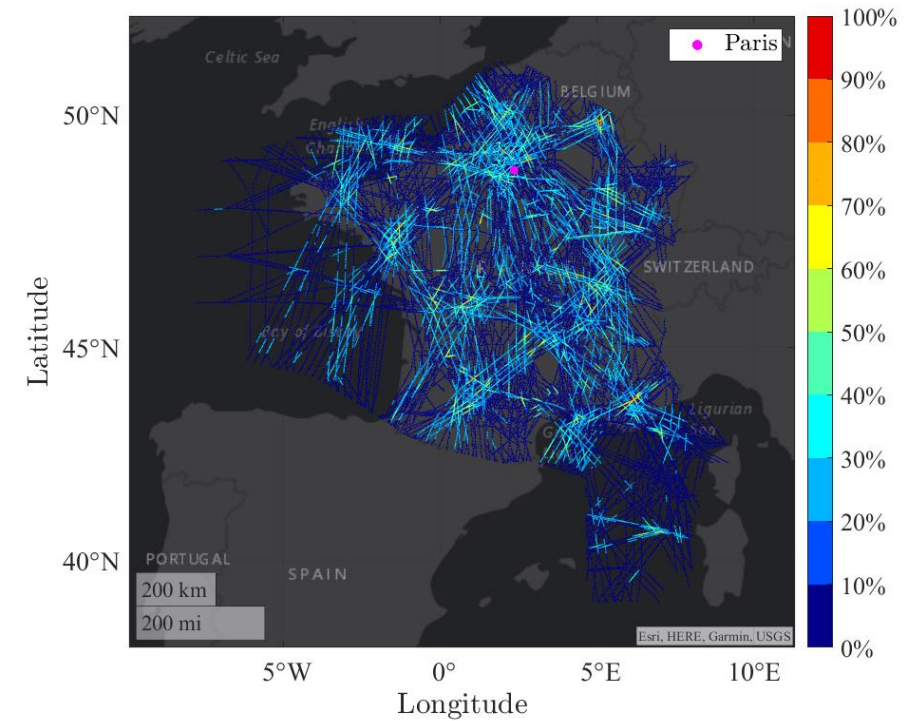 Celtic Sea
Paris
BELGIUM
English
SWITZERLAND
Bay of
Ligurian
Sea
PORTUGAL
SPAIN
200 km
200 mi
Esri, HERE, Garmin, USGS
50°N
45°N
40°N
Latitude
5°W
0°
5°E
10°E
Longitude
100%
90%
80%
70%
60%
50%
40%
30%
20%
10%
0%